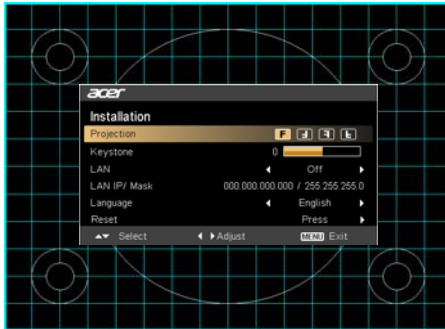 acer
Installation
Projection F F F F
Keystone 0
LAN Off
LAN IP/ Mask 000.000.000.000 / 255.255.255.0
Language English
Reset Press
Select Adjust MENU Exit